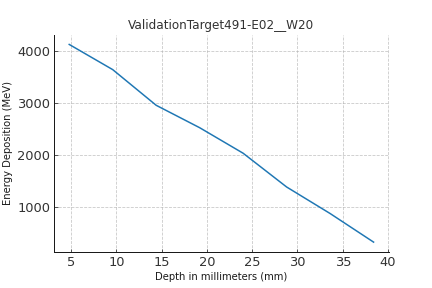 ValidationTarget491-E02__W20
4000
3000
2000
1000
Energy Deposition (MeV)
5 10 15 20 25 30 35 40
Depth in millimeters (mm)